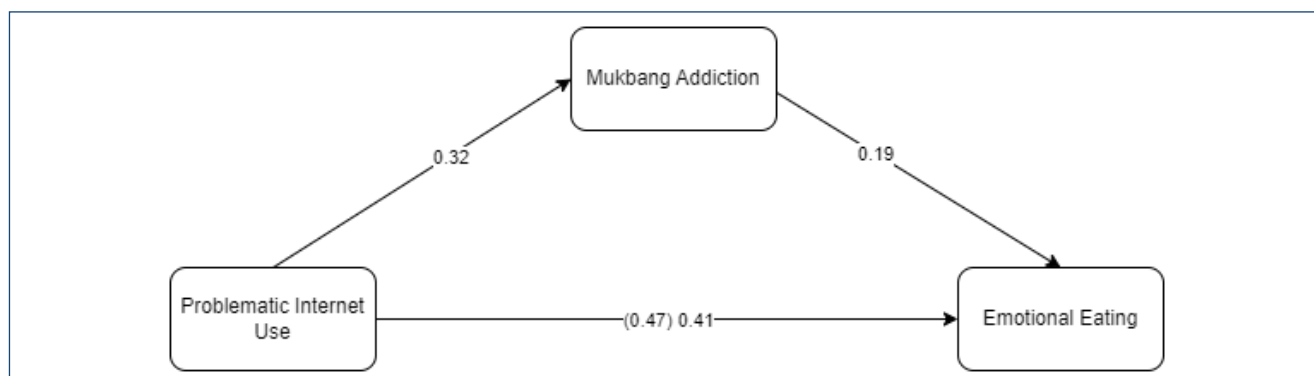 Mukbang Addiction
0.32
0.19
Problematic Internet
Use
(0.47) 0.41
Emotional Eating